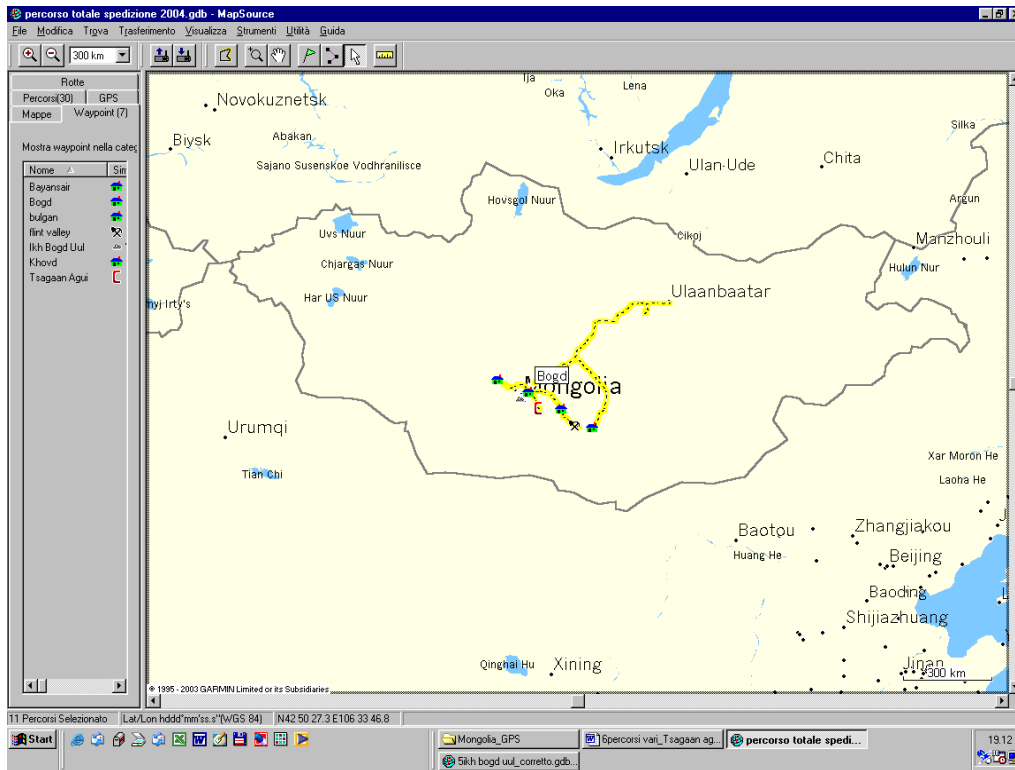 percorso totale spedizione 2004.gdb - MapSource
File Modifica Trova Trasferimento Visualizza Strumenti Utilità Guida
300 km
Rotte
Percorsi(30) GPS
Mappe Waypoint (7)
Mostra waypoint nella categ
Nome Sim
Bayansair
Bogd
bulgan
flint valley
Ikh Bogd Uul
Khovd
Tsagaan Agui
Ija
Oka
Lena
Novokuznetsk
Biysk
Abakan
Sajano Susenskoe Vodhranilisce
Irkutsk
Ulan-Ude
Chita
Silka
Argun
Hovsgol Nuur
Uvs Nuur
Cikoj
Manzhouli
Chjargas Nuur
Hulun Nur
Har US Nuur
nyj Irty's
Ulaanbaatar
Bogd
Mongolia
Urumqi
Tian Chi
Xar Moron He
Laoha He
Baotou
Zhangjiakou
Huang He
Beijing
Baoding
Shijiazhuang
Qinghai Hu
Xining
Jinan
300 km
© 1995 - 2003 GARMIN Limited or its Subsidiaries
11 Percorsi Selezionato Lat/Lon hddd°mm'ss.s"(WGS 84) N42 50 27.3 E106 33 46.8
Start
Mongolia_GPS
6percorsi vari_Tsagaan ag...
percorso totale spedi...
19.12
5ikh bogd uul_corretto.gdb...